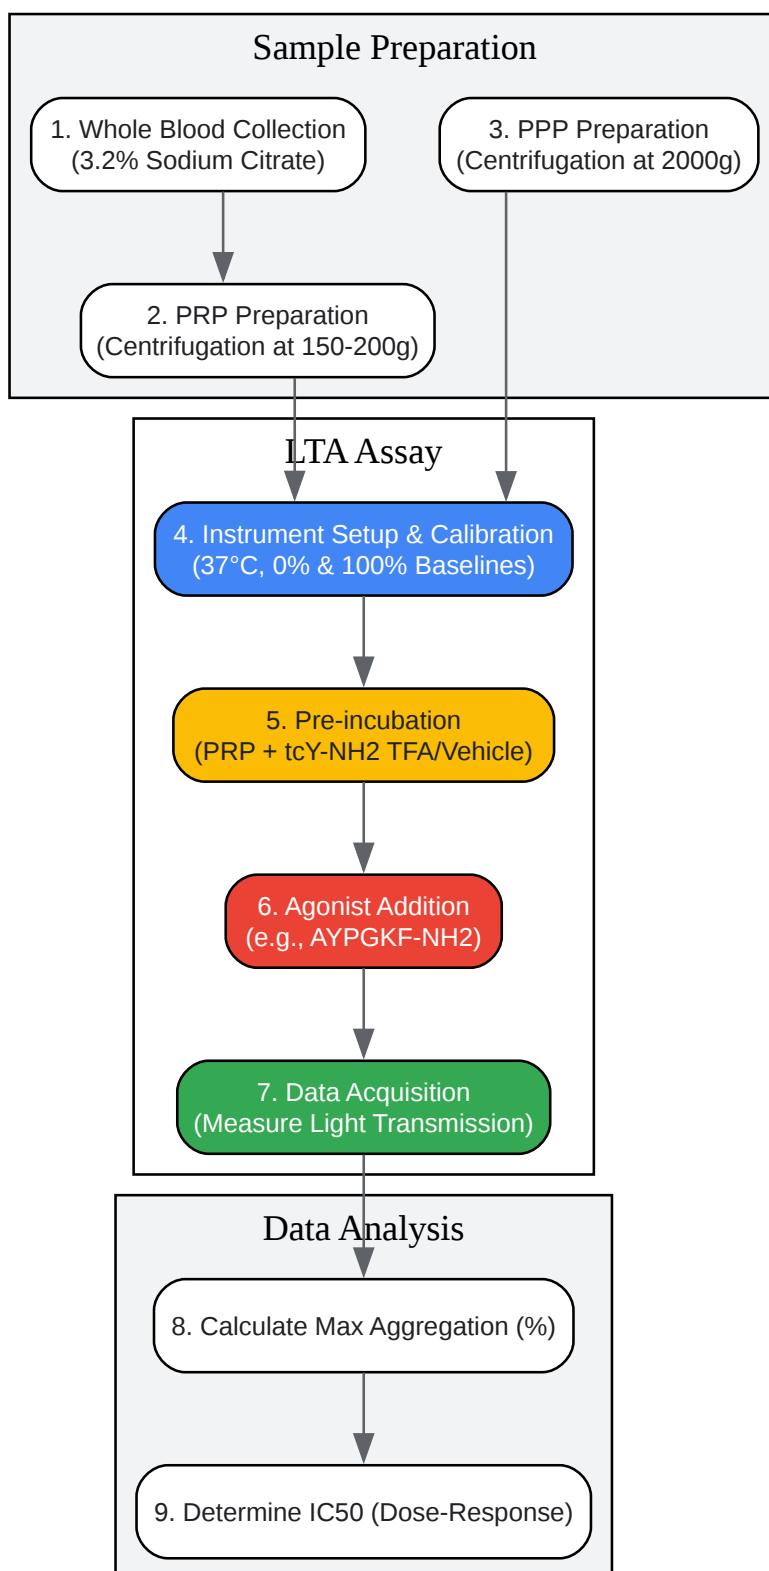 Sample Preparation
1. Whole Blood Collection
(3.2% Sodium Citrate)
3. PPP Preparation
(Centrifugation at 2000g)
2. PRP Preparation
(Centrifugation at 150-200g)
LTA Assay
4. Instrument Setup & Calibration
(37°C, 0% & 100% Baselines)
5. Pre-incubation
(PRP + tcY-NH2 TFA/Vehicle)
6. Agonist Addition
(e.g., AYPGKF-NH2)
7. Data Acquisition
(Measure Light Transmission)
Data Analysis
8. Calculate Max Aggregation (%)
9. Determine IC50 (Dose-Response)